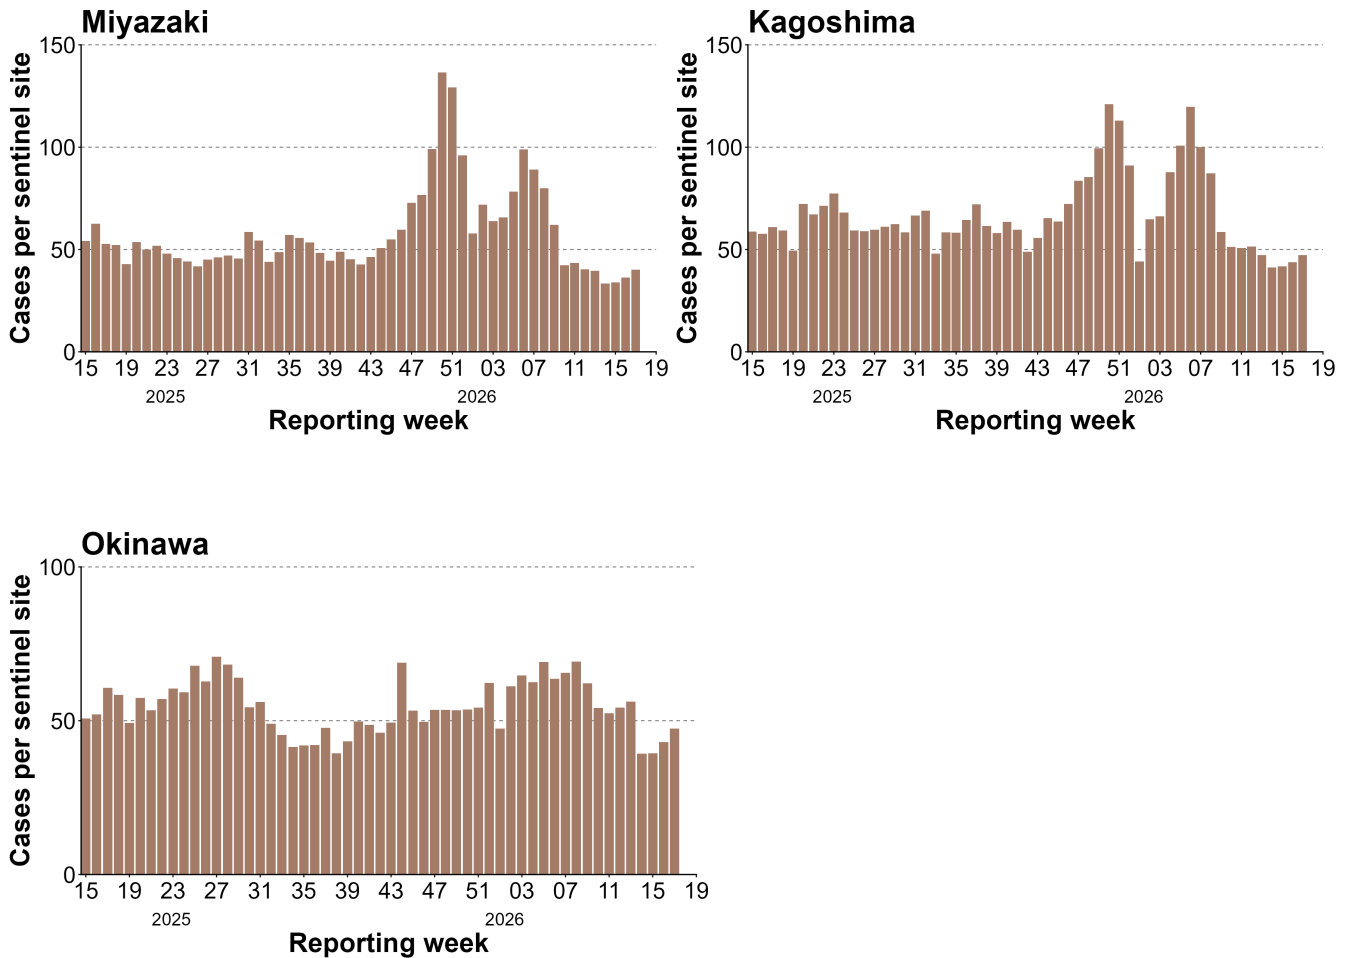 Miyazaki
Cases per sentinel site
150
100
50
0
15 19 23 27 31 35 39 43 47 51 03 07 11 15 19
2025 2026
Reporting week
Kagoshima
Cases per sentinel site
150
100
50
0
15 19 23 27 31 35 39 43 47 51 03 07 11 15 19
2025 2026
Reporting week
Okinawa
Cases per sentinel site
100
50
0
15 19 23 27 31 35 39 43 47 51 03 07 11 15 19
2025 2026
Reporting week